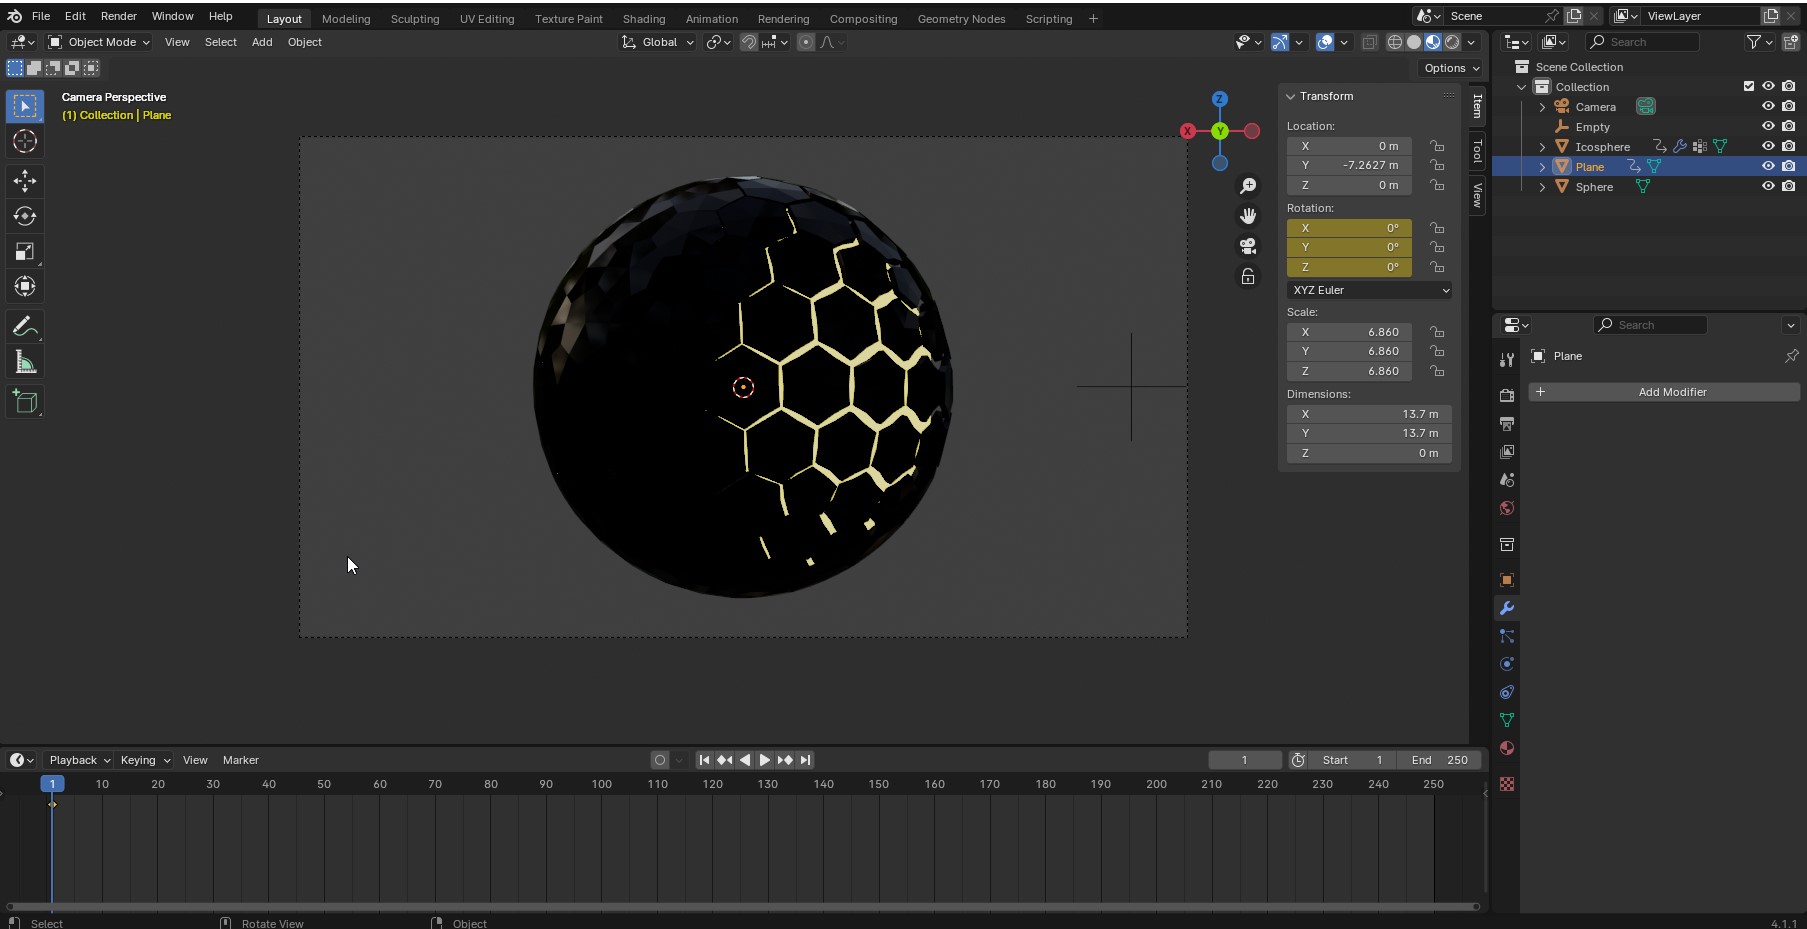 File Edit Render Window Help Layout Modeling Sculpting UV Editing Texture Paint Shading Animation Rendering Compositing Geometry Nodes Scripting + Scene ViewLayer
Object Mode View Select Add Object Global Search
Options
Camera Perspective
(1) Collection | Plane
Z
X
Y
Transform
Location:
X 0 m
Y -7.2627 m
Z 0 m
Rotation:
X 0°
Y 0°
Z 0°
XYZ Euler
Scale:
X 6.860
Y 6.860
Z 6.860
Dimensions:
X 13.7 m
Y 13.7 m
Z 0 m
Item
Tool
View
Scene Collection
Collection
Camera
Empty
Icosphere
Plane
Sphere
Search
Plane
+ Add Modifier
Playback Keying View Marker 1 Start 1 End 250
1 10 20 30 40 50 60 70 80 90 100 110 120 130 140 150 160 170 180 190 200 210 220 230 240 250
Select Rotate View Object 4.1.1